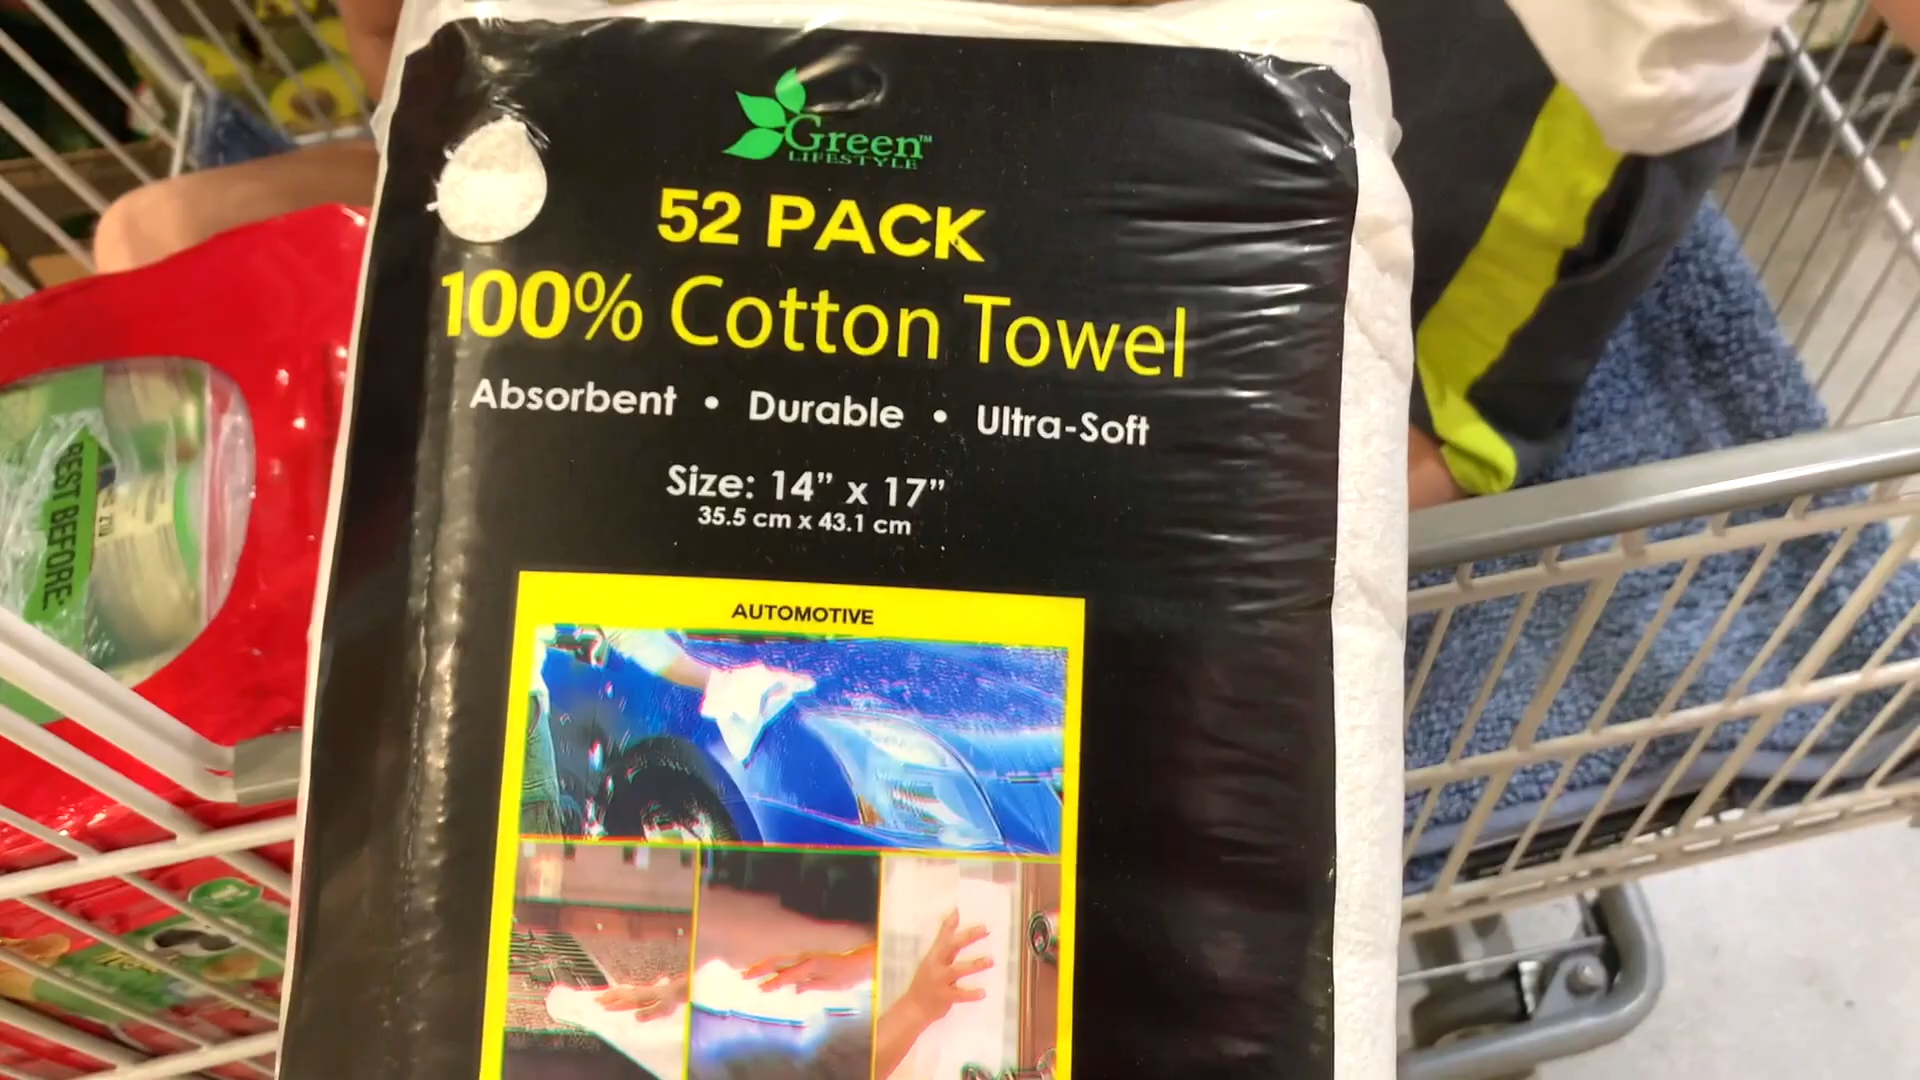 Green™
LIFESTYLE
52 PACK
100% Cotton Towel
Absorbent • Durable • Ultra-Soft
Size: 14” x 17”
35.5 cm x 43.1 cm
AUTOMOTIVE
BEST BEFORE: